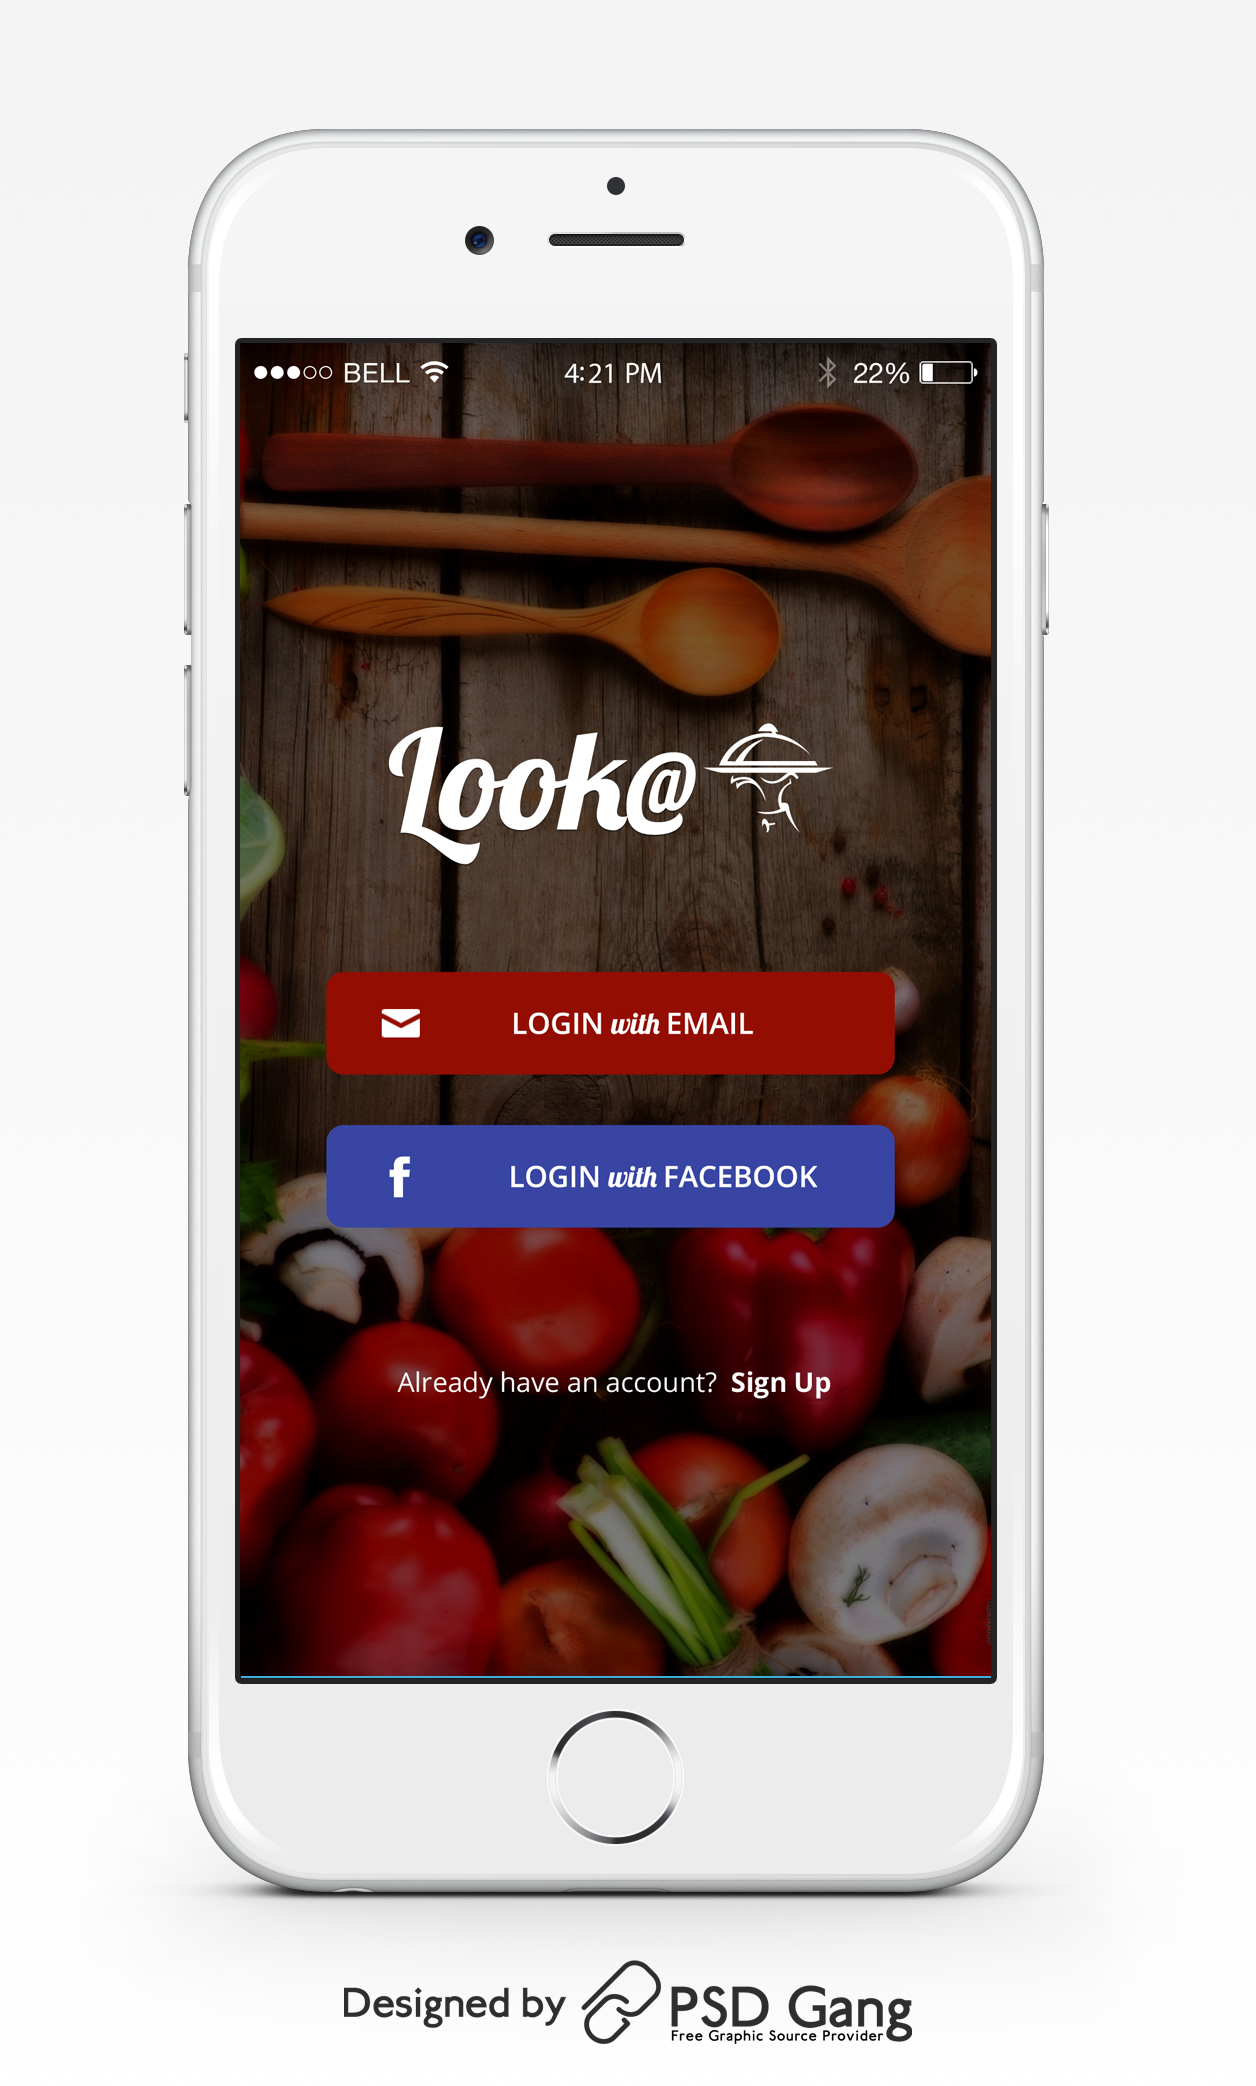 BELL 4:21 PM 22%
Look@
LOGIN with EMAIL
f LOGIN with FACEBOOK
Already have an account? Sign Up
Designed by PSD Gang
Free Graphic Source Provider